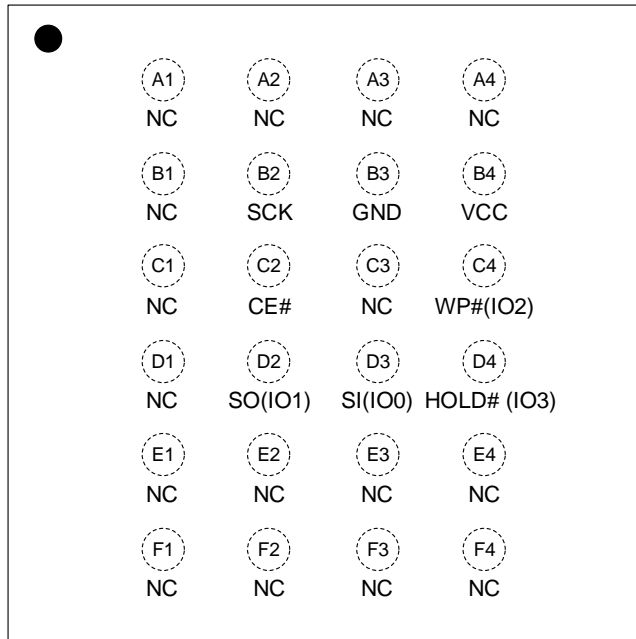 A1 A2 A3 A4
NC NC NC NC
B1 B2 B3 B4
NC SCK GND VCC
C1 C2 C3 C4
NC CE# NC WP#(IO2)
D1 D2 D3 D4
NC SO(IO1) SI(IO0) HOLD# (IO3)
E1 E2 E3 E4
NC NC NC NC
F1 F2 F3 F4
NC NC NC NC